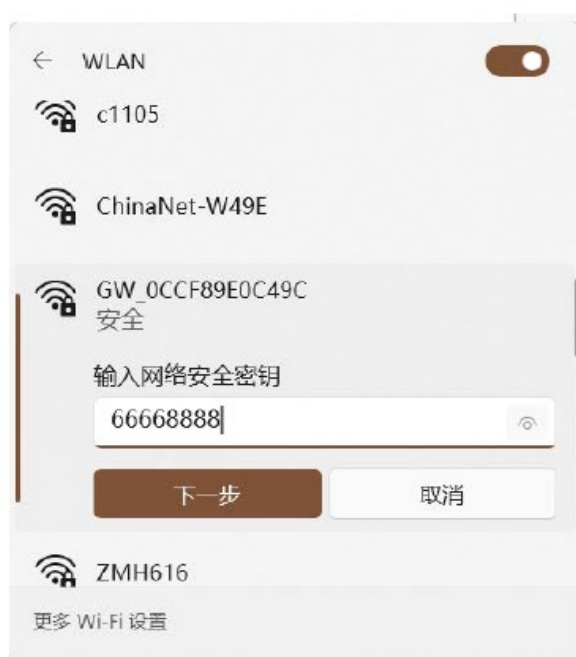 WLAN
c1105
ChinaNet-W49E
GW_0CCF89E0C49C
安全
输入网络安全密钥
66668888
下一步
取消
ZMH616
更多 Wi-Fi 设置